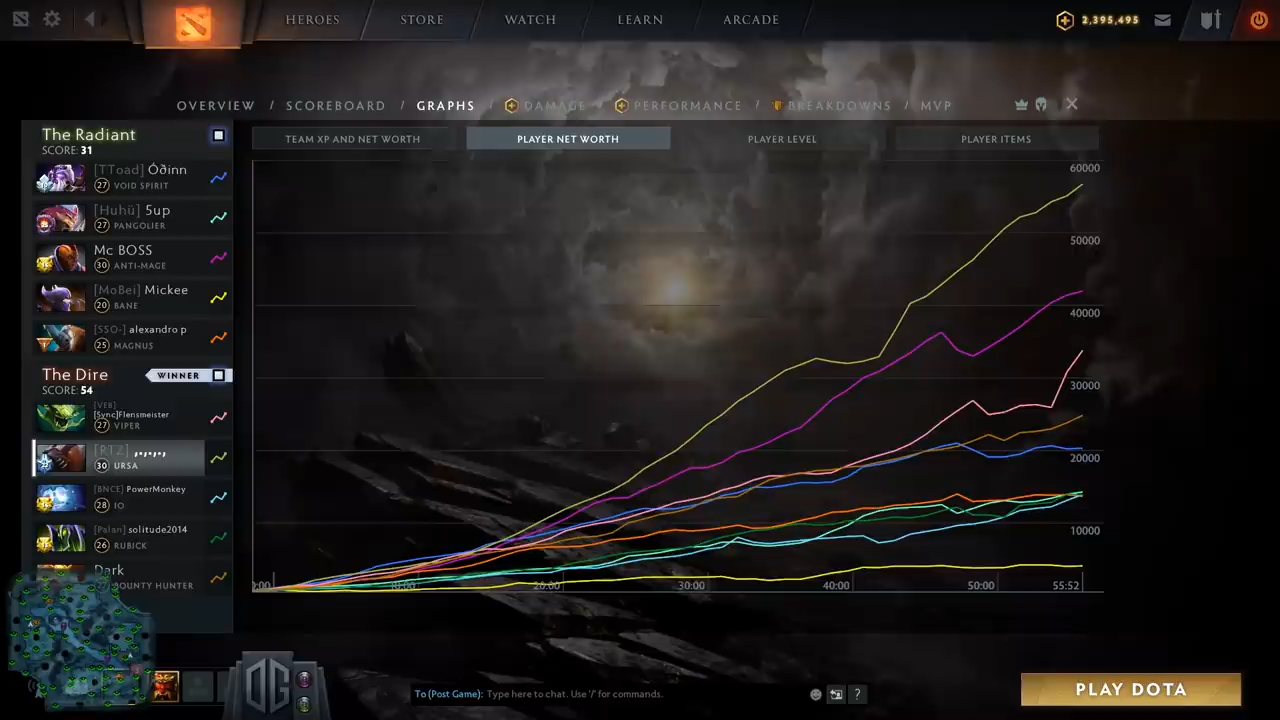 HEROES STORE WATCH LEARN ARCADE 2,395,495
OVERVIEW / SCOREBOARD / GRAPHS / DAMAGE / PERFORMANCE / BREAKDOWNS / MVP
The Radiant
SCORE: 31
[TToad] Óðinn
27 VOID SPIRIT
[Huhü] 5up
27 PANGOLIER
Mc BOSS
30 ANTI-MAGE
[MoBei] Mickee
20 BANE
[SSO-] alexandro p
25 MAGNUS
The Dire WINNER
SCORE: 54
[VEB]
[Sync]Flensmeister
27 VIPER
[RTZ] ,.,.,.,
30 URSA
[BNCE] PowerMonkey
28 IO
[Palan] solitude2014
26 RUBICK
Dark
27 BOUNTY HUNTER
TEAM XP AND NET WORTH PLAYER NET WORTH PLAYER LEVEL PLAYER ITEMS
60000
50000
40000
30000
20000
10000
20:00 30:00 40:00 50:00 55:52
OG
To (Post Game): Type here to chat. Use '/' for commands. ?
PLAY DOTA